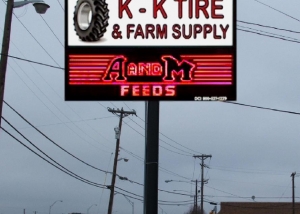 K - K TIRE
& FARM SUPPLY
A AND M
FEEDS